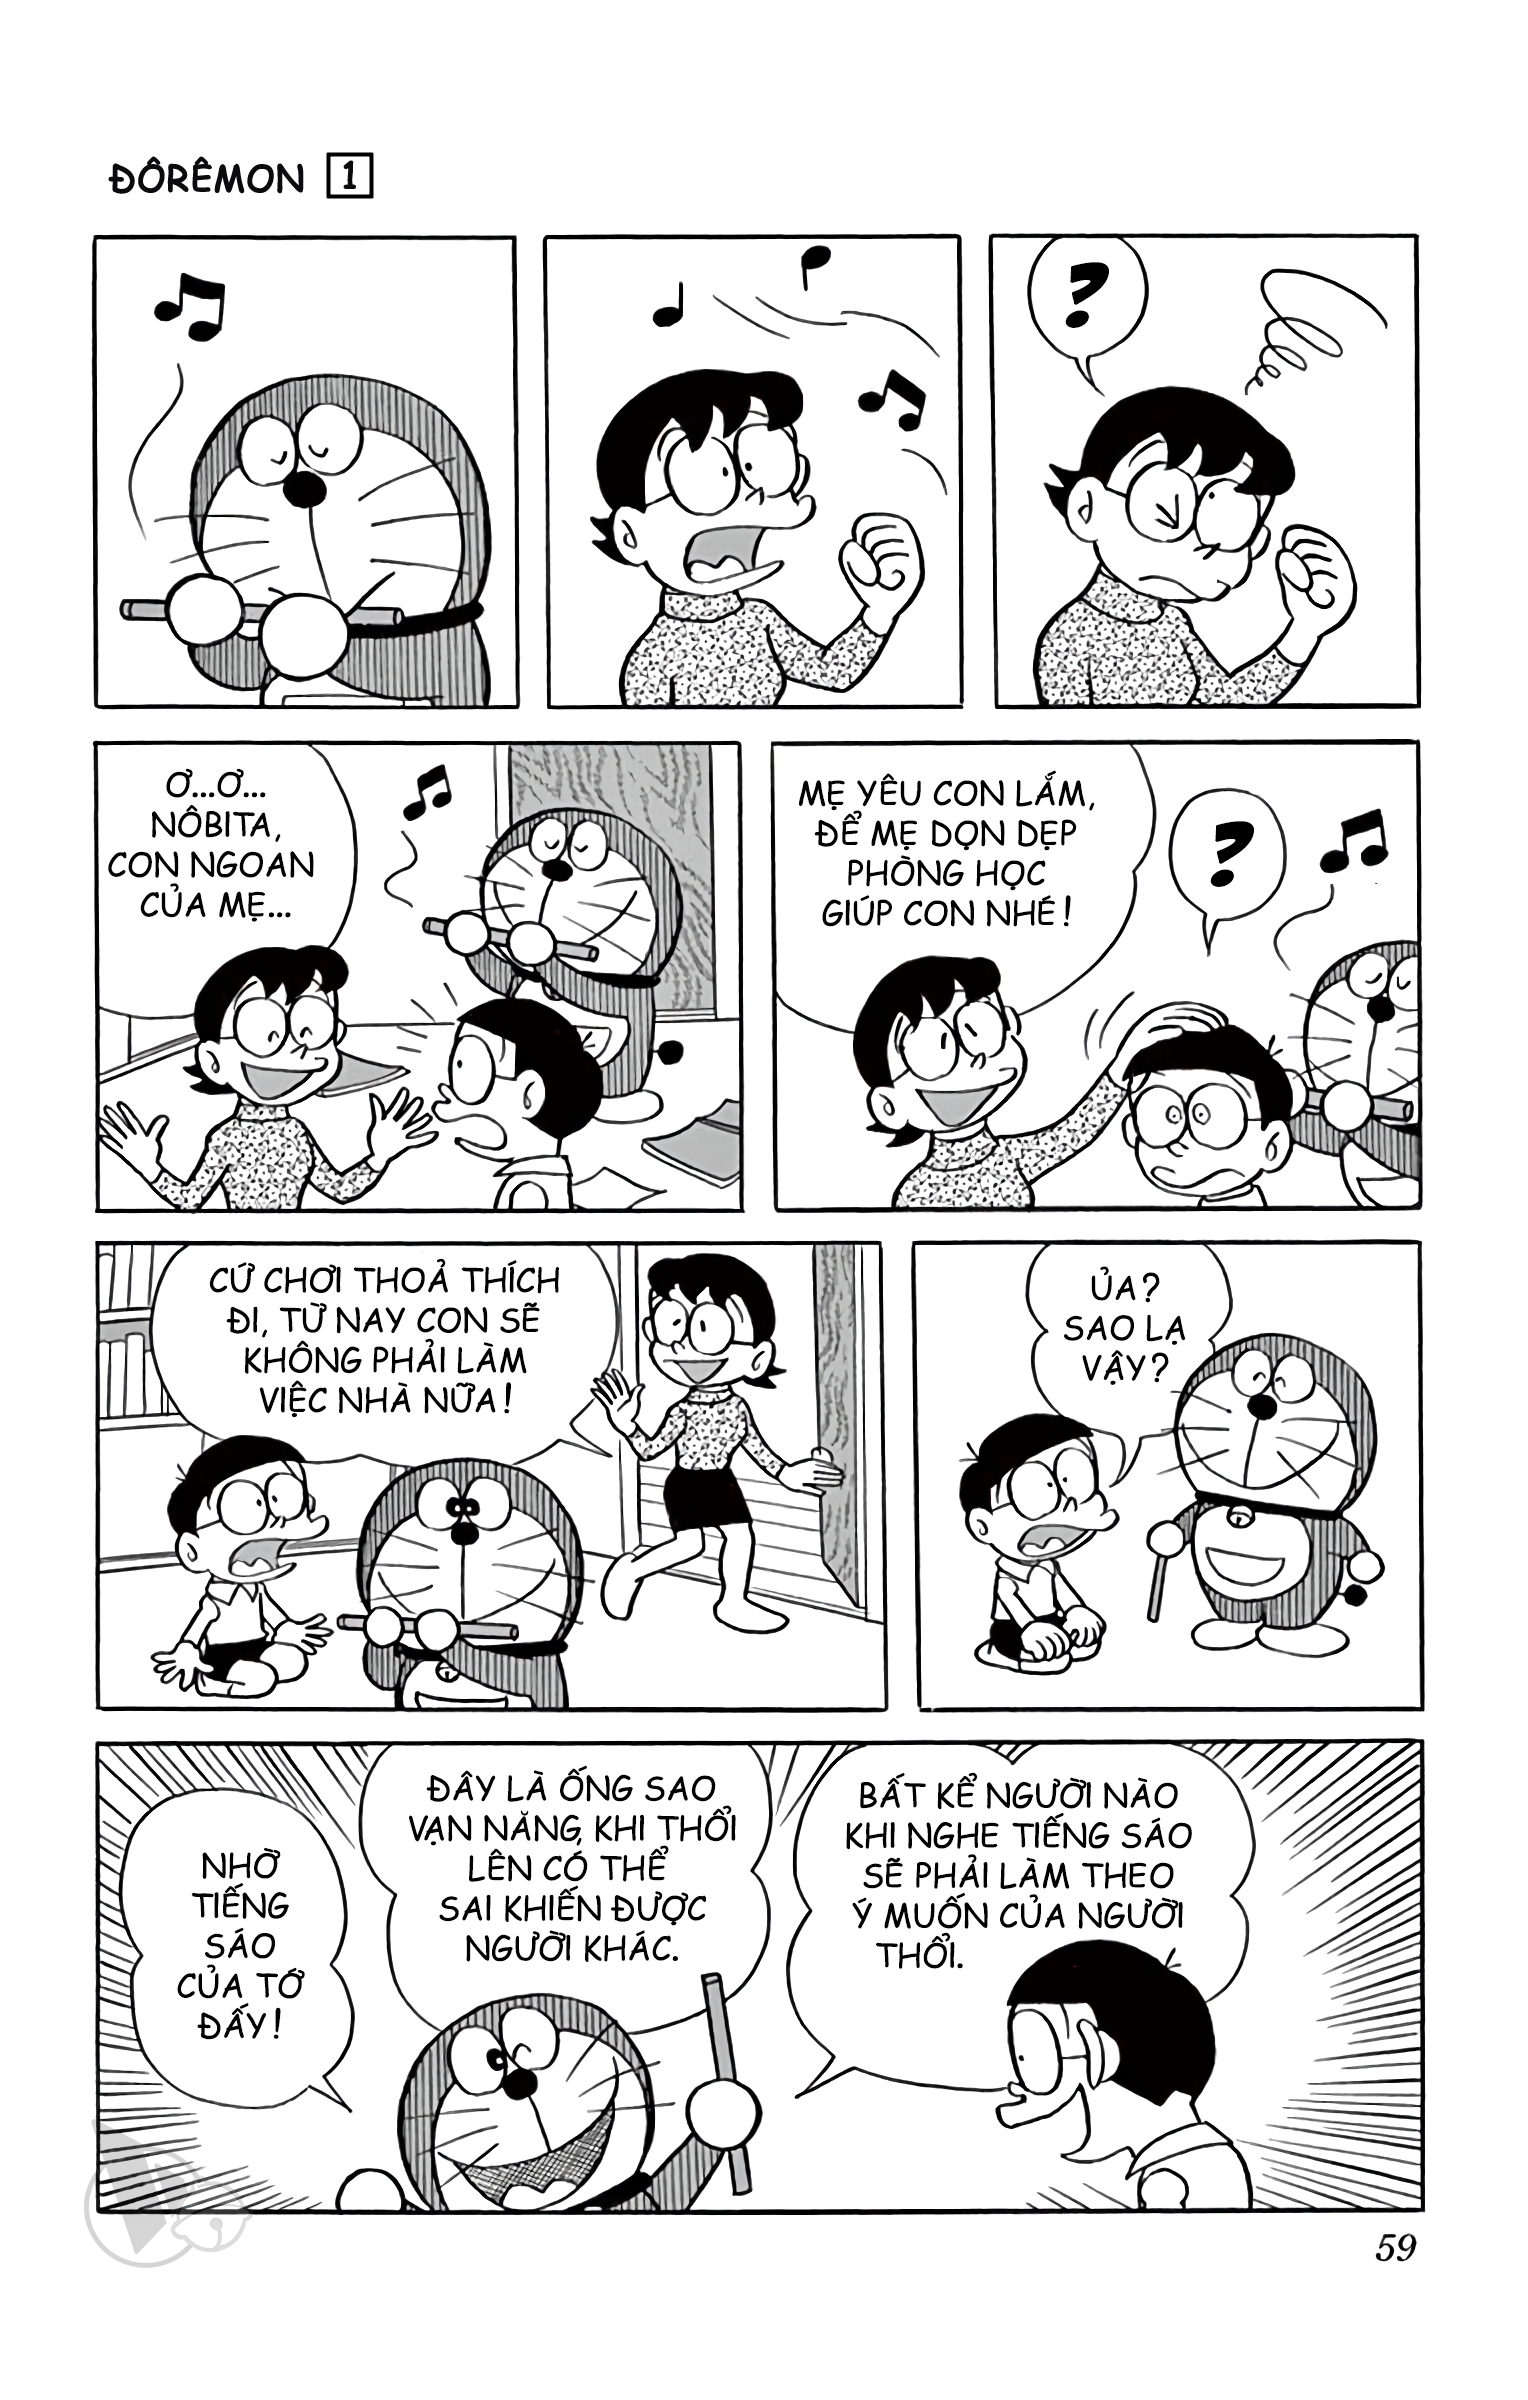 ĐÔRÊMON 1
?
Ơ...Ơ...
NÔBITA,
CON NGOAN
CỦA MẸ...
MẸ YÊU CON LẮM,
ĐỂ MẸ DỌN DẸP
PHÒNG HỌC
GIÚP CON NHÉ!
?
CỨ CHƠI THOẢ THÍCH
ĐI, TỪ NAY CON SẼ
KHÔNG PHẢI LÀM
VIỆC NHÀ NỮA!
ỦA?
SAO LẠ
VẬY?
NHỜ
TIẾNG
SÁO
CỦA TỚ
ĐẤY!
ĐÂY LÀ ỐNG SAO
VẠN NĂNG, KHI THỔI
LÊN CÓ THỂ
SAI KHIẾN ĐƯỢC
NGƯỜI KHÁC.
BẤT KỂ NGƯỜI NÀO
KHI NGHE TIẾNG SÁO
SẼ PHẢI LÀM THEO
Ý MUỐN CỦA NGƯỜI
THỔI.
59